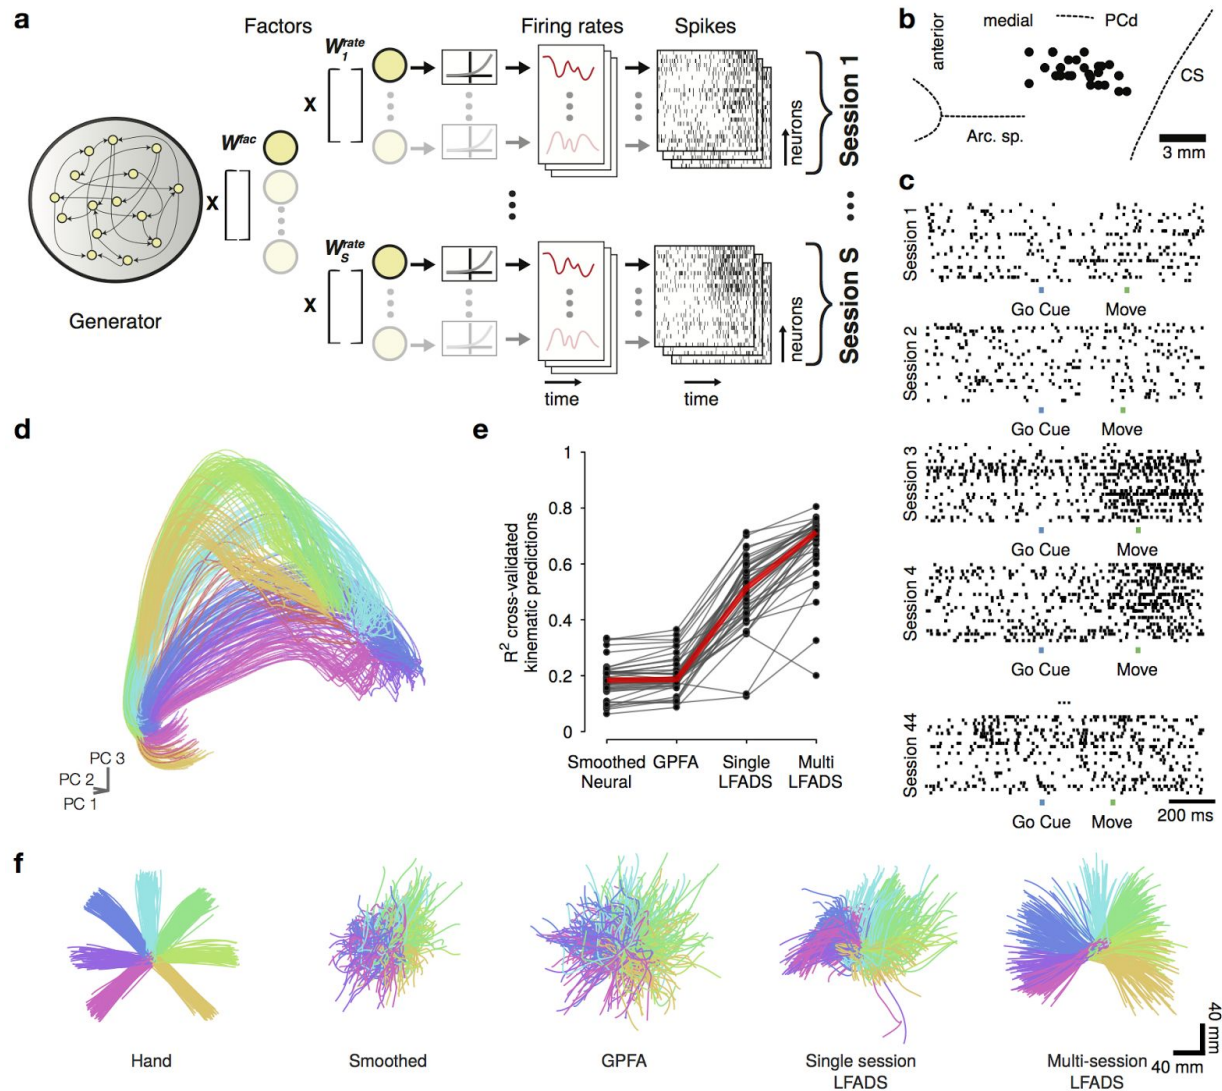 a
Factors
Firing rates
Spikes
W^rate_1
X
neurons
Session 1
W^fac
X
Generator
W^rate_S
X
neurons
Session S
time
time
b
anterior
medial
PCd
CS
Arc. sp.
3 mm
c
Session 1
Go Cue
Move
Session 2
Go Cue
Move
Session 3
Go Cue
Move
Session 4
Go Cue
Move
...
Session 44
Go Cue
Move
200 ms
d
PC 3
PC 2
PC 1
e
R² cross-validated
kinematic predictions
1
0.8
0.6
0.4
0.2
0
Smoothed
Neural
GPFA
Single
LFADS
Multi
LFADS
f
Hand
Smoothed
GPFA
Single session
LFADS
Multi-session
LFADS
40 mm
40 mm